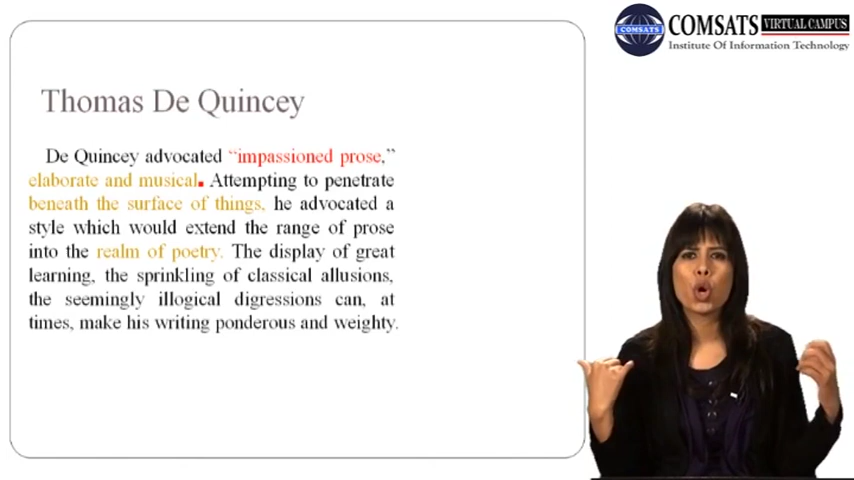 COMSATS VIRTUAL CAMPUS
COMSATS
Institute Of Information Technology
Thomas De Quincey
De Quincey advocated “impassioned prose,”
elaborate and musical. Attempting to penetrate
beneath the surface of things, he advocated a
style which would extend the range of prose
into the realm of poetry. The display of great
learning, the sprinkling of classical allusions,
the seemingly illogical digressions can, at
times, make his writing ponderous and weighty.